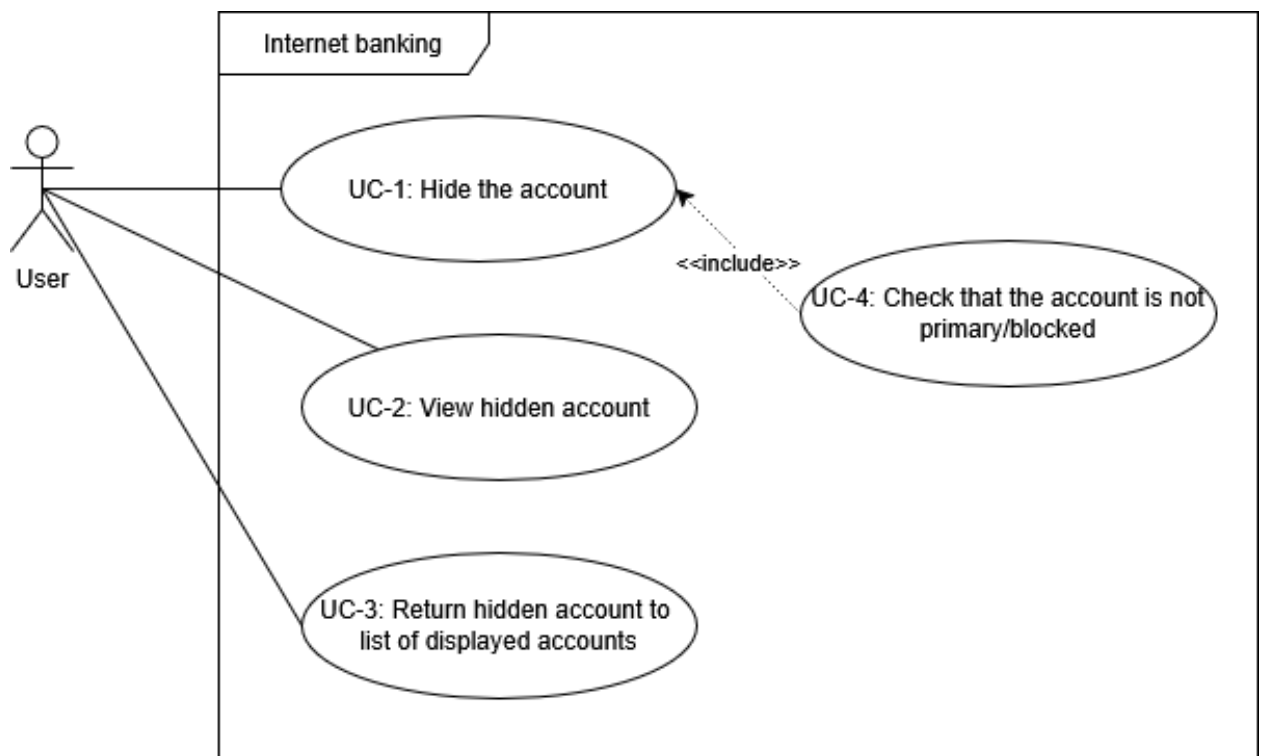 Internet banking
UC-1: Hide the account
User
<<include>>
UC-4: Check that the account is not
primary/blocked
UC-2: View hidden account
UC-3: Return hidden account to
list of displayed accounts